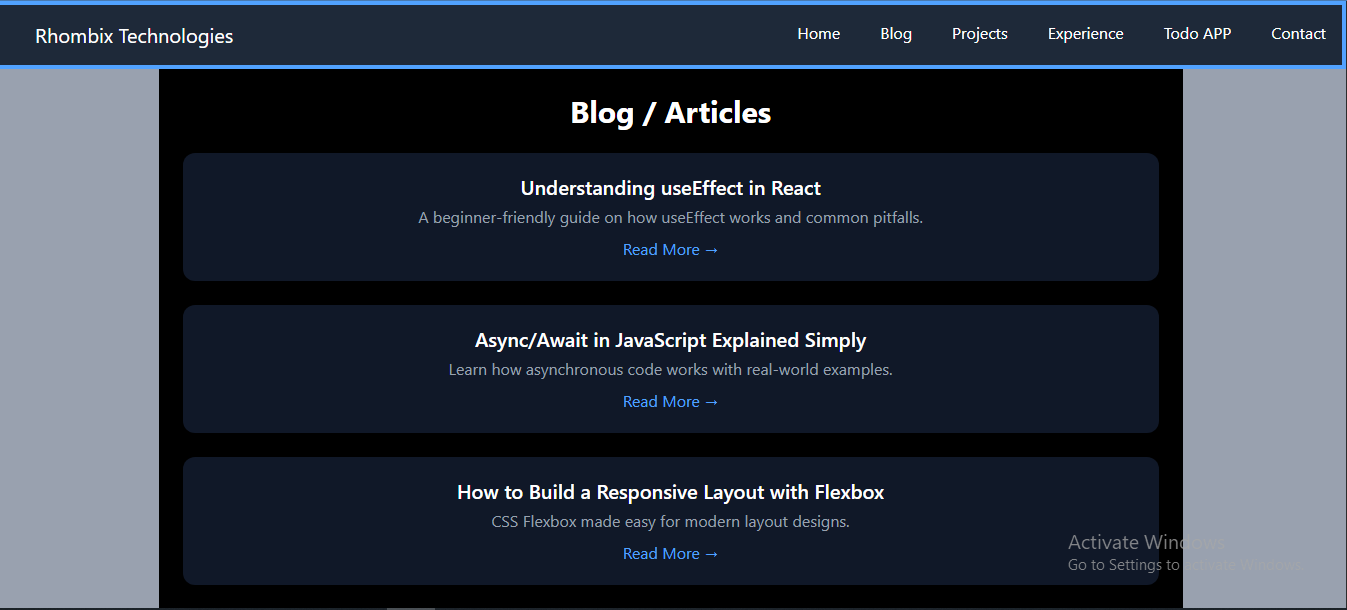 Rhombix Technologies
Home Blog Projects Experience Todo APP Contact
Blog / Articles
Understanding useEffect in React
A beginner-friendly guide on how useEffect works and common pitfalls.
Read More →
Async/Await in JavaScript Explained Simply
Learn how asynchronous code works with real-world examples.
Read More →
How to Build a Responsive Layout with Flexbox
CSS Flexbox made easy for modern layout designs.
Read More →
Activate Windows
Go to Settings to activate Windows.